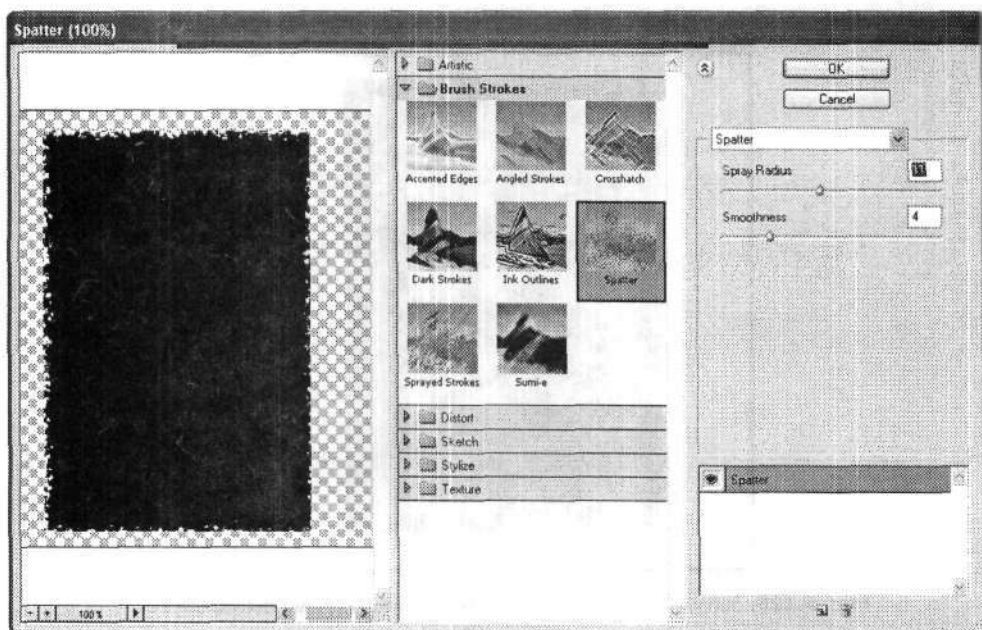 Spatter (100%)
Artistic
Brush Strokes
Accented Edges
Angled Strokes
Crosshatch
Dark Strokes
Ink Outlines
Spatter
Sprayed Strokes
Sumi-e
Distort
Sketch
Stylize
Texture
100%
OK
Cancel
Spatter
Spray Radius
11
Smoothness
4
Spatter